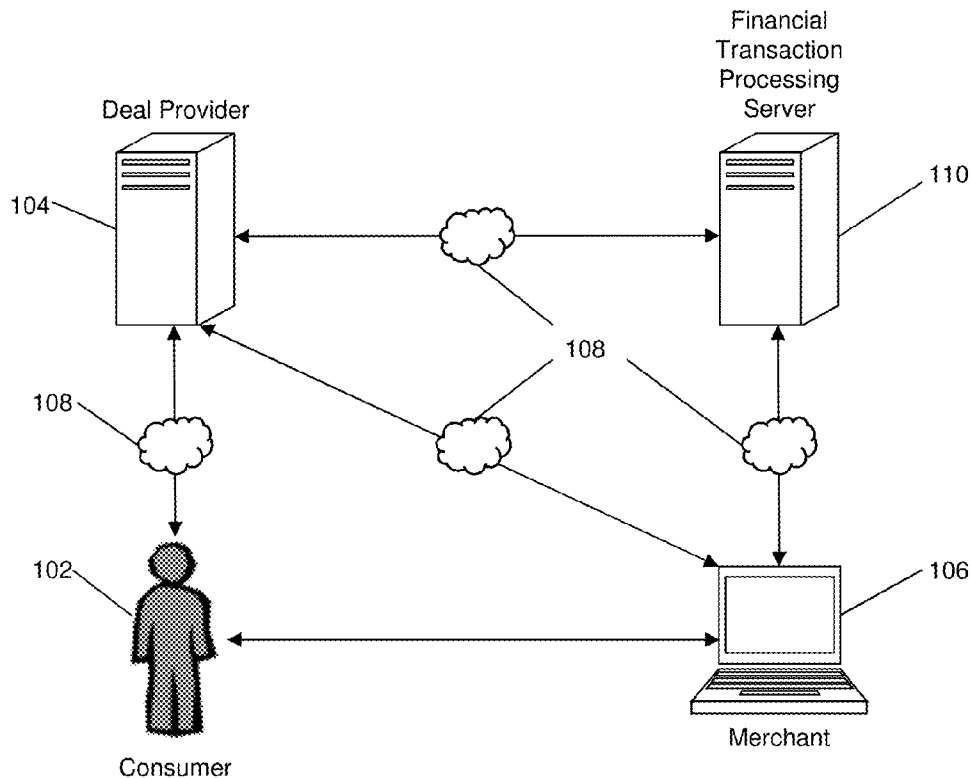 Financial
Transaction
Processing
Server
Deal Provider
110
104
108
108
102
106
Merchant
Consumer